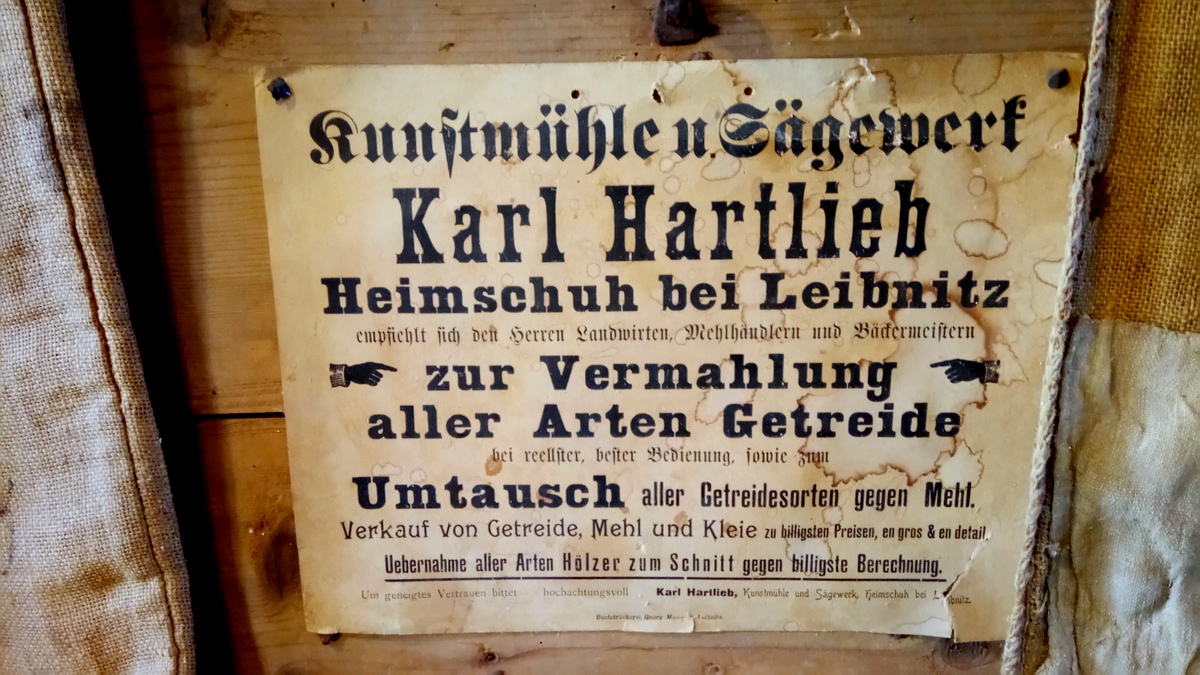 Kunstmühle u Sägewerk
Karl Hartlieb
Heimschuh bei Leibnitz
empfiehlt sich den Herren Landwirten, Mehlhändlern und Bäckermeistern
zur Vermahlung
aller Arten Getreide
bei reellster, bester Bedienung, sowie zum
Umtausch aller Getreidesorten gegen Mehl.
Verkauf von Getreide, Mehl und Kleie zu billigsten Preisen, en gros & en detail.
Uebernahme aller Arten Hölzer zum Schnitt gegen billigste Berechnung.
Um geneigtes Vertrauen bittet hochachtungsvoll Karl Hartlieb, Kunstmühle und Sägewerk, Heimschuh bei
Buchdruckerei Georg